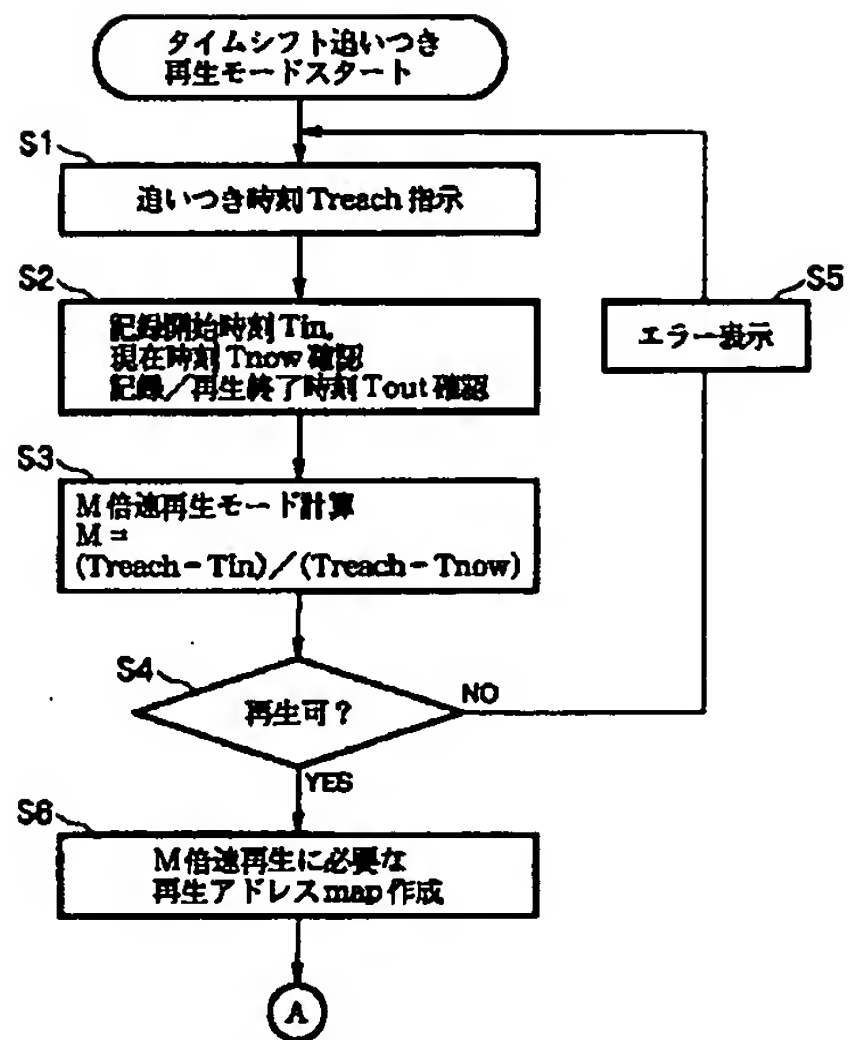 タイムシフト追いつき
再生モードスタート
S1
追いつき時刻Treach指示
S2
記録開始時刻Tin,
現在時刻Tnow確認
記録／再生終了時刻Tout確認
S5
エラー表示
S3
M倍速再生モード計算
M=
(Treach-Tin)／(Treach-Tnow)
S4
再生可？
NO
YES
S6
M倍速再生に必要な
再生アドレスmap作成
A